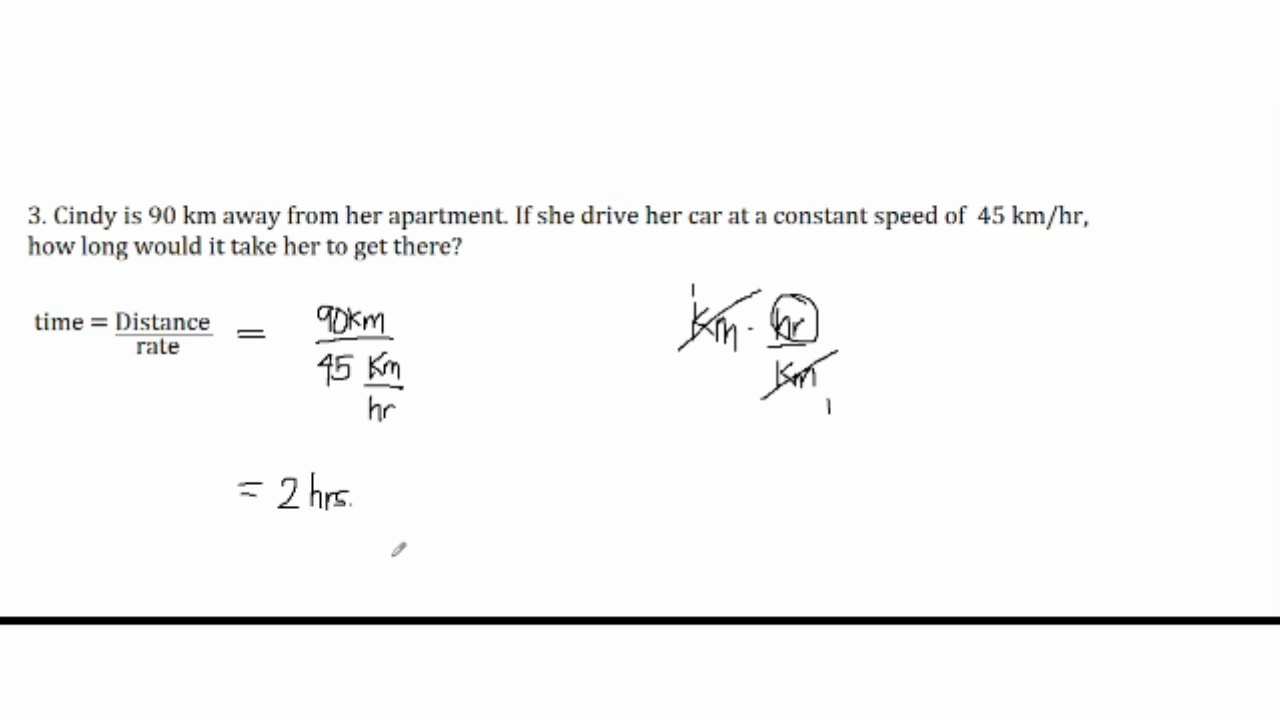 3. Cindy is 90 km away from her apartment. If she drive her car at a constant speed of 45 km/hr,
how long would it take her to get there?
time = Distance / rate = 90km / 45 Km/hr
1
Km · hr / Km
1
= 2 hrs.